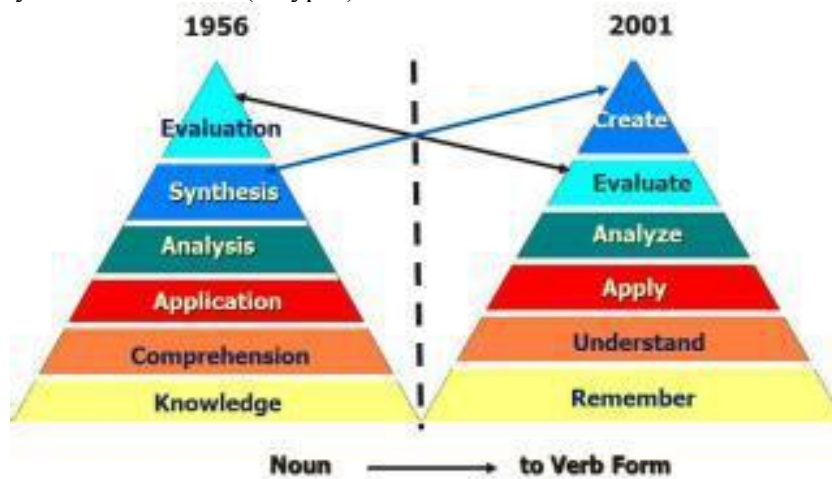 1956
2001
Evaluation
Synthesis
Analysis
Application
Comprehension
Knowledge
Create
Evaluate
Analyze
Apply
Understand
Remember
Noun to Verb Form